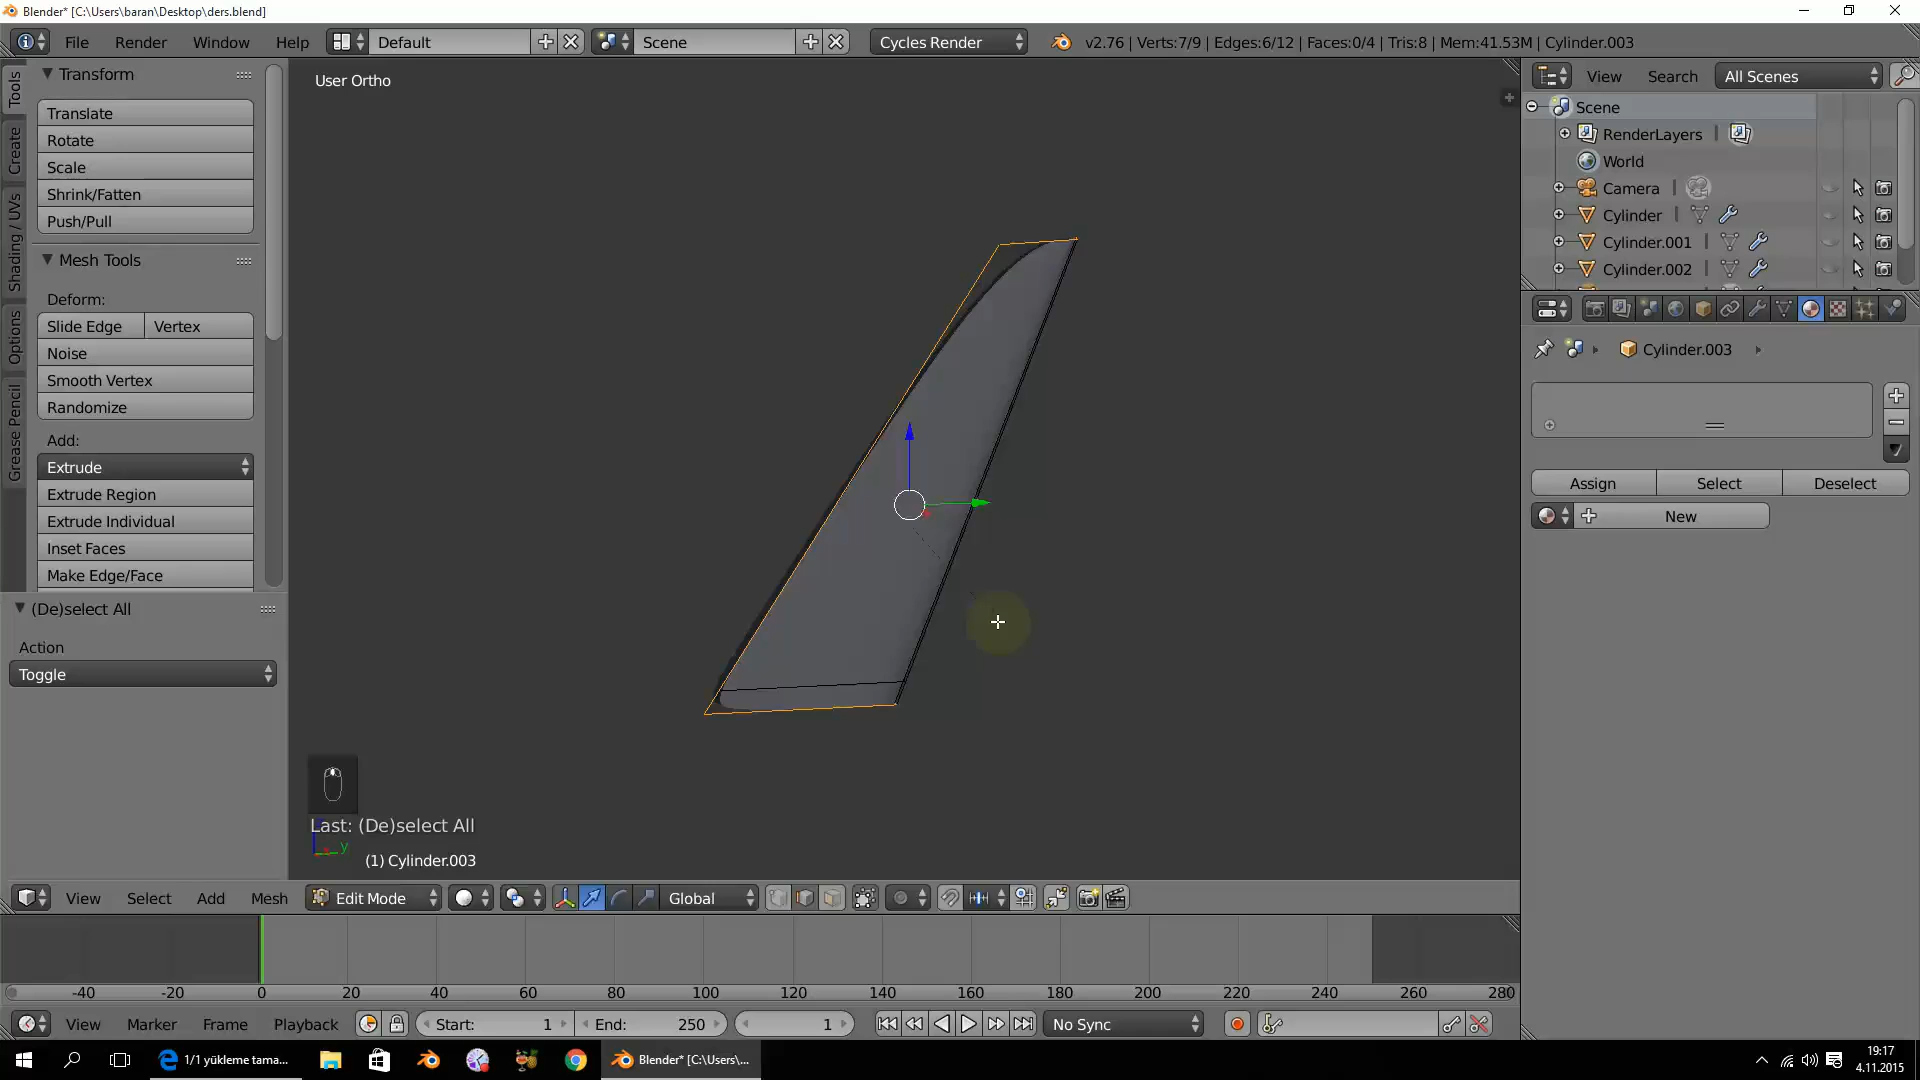 Blender* [C:\Users\baran\Desktop\ders.blend]
File Render Window Help Default Scene Cycles Render v2.76 | Verts:7/9 | Edges:6/12 | Faces:0/4 | Tris:8 | Mem:41.53M | Cylinder.003
Tools
Create
Shading / UVs
Options
Grease Pencil
Transform
Translate
Rotate
Scale
Shrink/Fatten
Push/Pull
Mesh Tools
Deform:
Slide Edge Vertex
Noise
Smooth Vertex
Randomize
Add:
Extrude
Extrude Region
Extrude Individual
Inset Faces
Make Edge/Face
(De)select All
Action
Toggle
User Ortho
Last: (De)select All
y
(1) Cylinder.003
View Search All Scenes
Scene
RenderLayers
World
Camera
Cylinder
Cylinder.001
Cylinder.002
Cylinder.003
Assign Select Deselect
New
View Select Add Mesh Edit Mode Global
-40 -20 0 20 40 60 80 100 120 140 160 180 200 220 240 260 280
View Marker Frame Playback Start: 1 End: 250 1 No Sync
1/1 yükleme tama... Blender* [C:\Users\... 19:17
4.11.2015